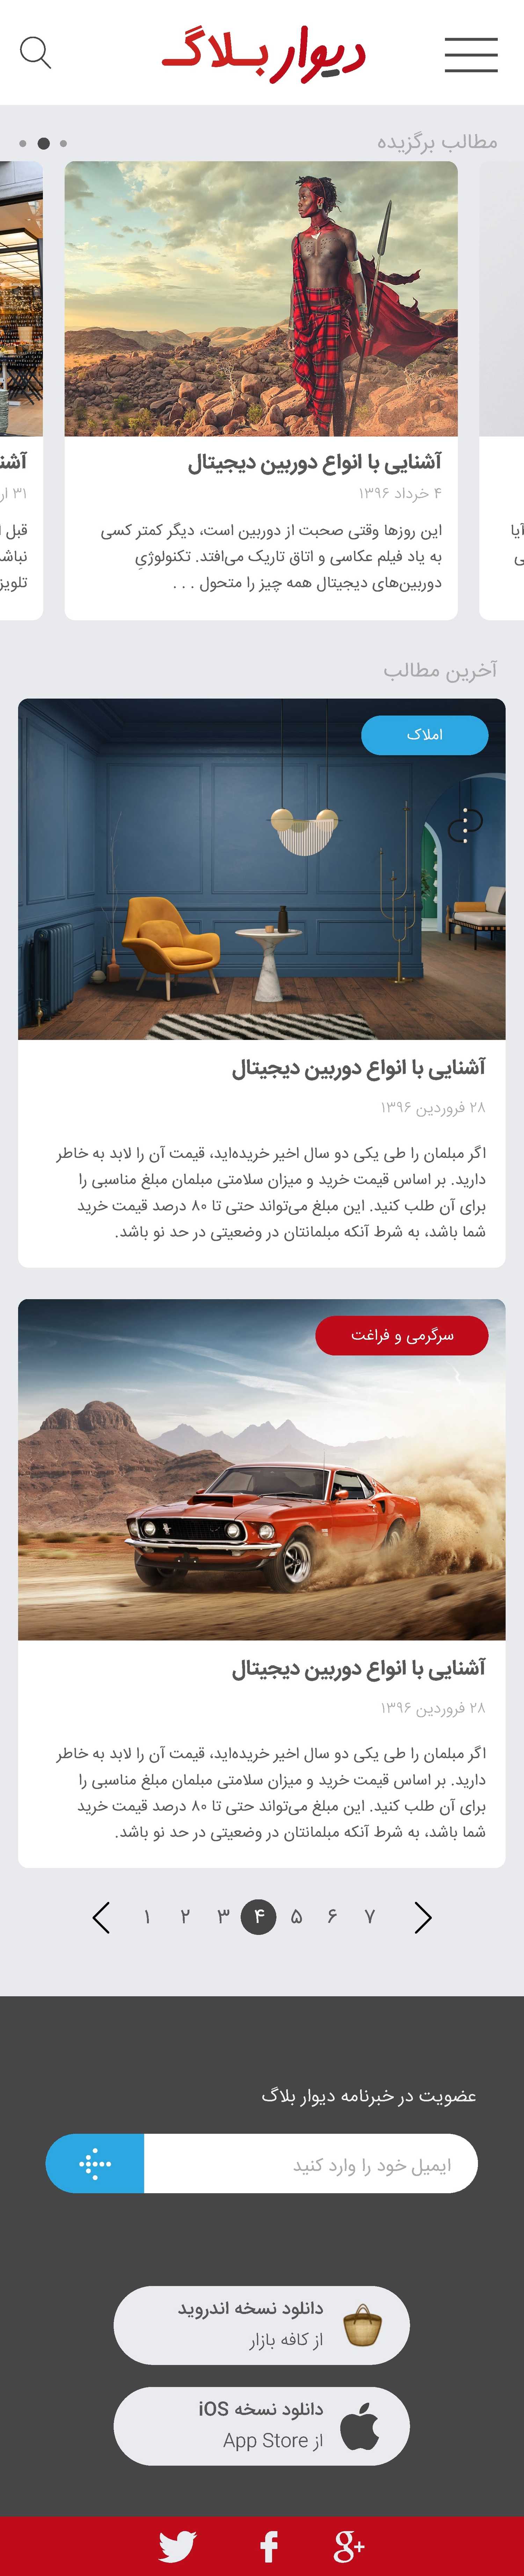 دیوار بلاگ
مطالب برگزیده
آشنایی با انواع دوربین دیجیتال
۴ خرداد ۱۳۹۶
این روزها وقتی صحبت از دوربین است، دیگر کمتر کسی
به یاد فیلم عکاسی و اتاق تاریک می‌افتد. تکنولوژیِ
دوربین‌های دیجیتال همه چیز را متحول . . .
۳۱
قبل
آخرین مطالب
املاک
آشنایی با انواع دوربین دیجیتال
۲۸ فروردین ۱۳۹۶
اگر مبلمان را طی یکی دو سال اخیر خریده‌اید، قیمت آن را لابد به خاطر
دارید. بر اساس قیمت خرید و میزان سلامتی مبلمان مبلغ مناسبی را
برای آن طلب کنید. این مبلغ می‌تواند حتی تا ۸۰ درصد قیمت خرید
شما باشد، به شرط آنکه مبلمانتان در وضعیتی در حد نو باشد.
سرگرمی و فراغت
آشنایی با انواع دوربین دیجیتال
۲۸ فروردین ۱۳۹۶
اگر مبلمان را طی یکی دو سال اخیر خریده‌اید، قیمت آن را لابد به خاطر
دارید. بر اساس قیمت خرید و میزان سلامتی مبلمان مبلغ مناسبی را
برای آن طلب کنید. این مبلغ می‌تواند حتی تا ۸۰ درصد قیمت خرید
شما باشد، به شرط آنکه مبلمانتان در وضعیتی در حد نو باشد.
۱ ۲ ۳ ۴ ۵ ۶ ۷
عضویت در خبرنامه دیوار بلاگ
ایمیل خود را وارد کنید
دانلود نسخه اندروید
از کافه بازار
دانلود نسخه iOS
از App Store
g+